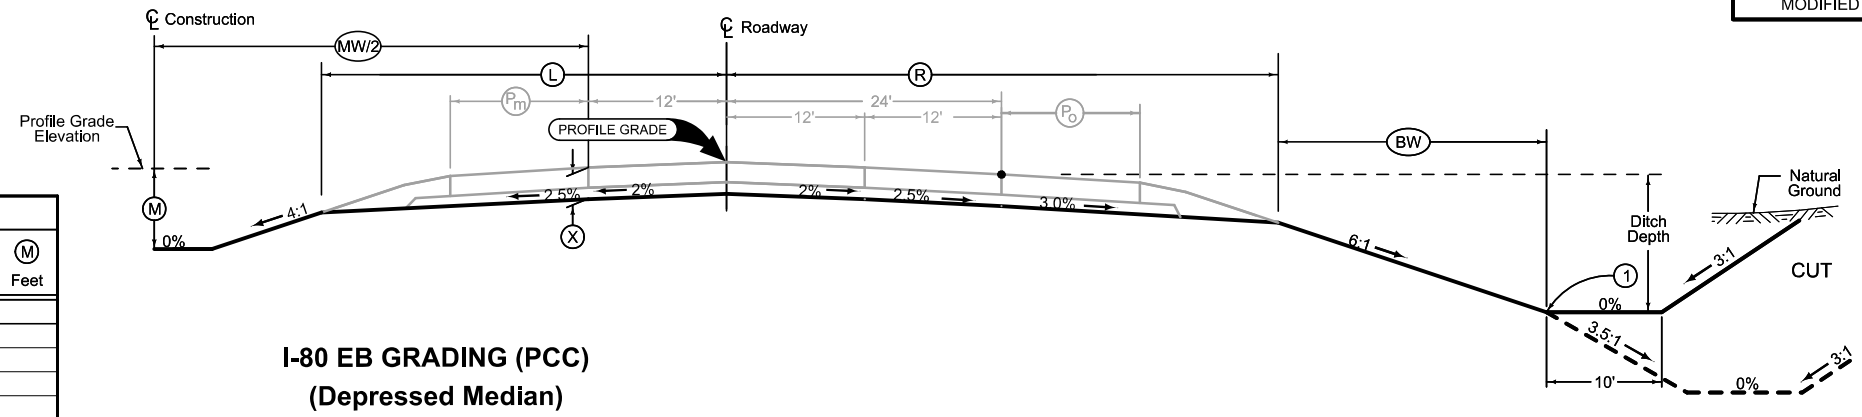 MODIFIED
℄ Construction
℄ Roadway
MW/2
L
R
Pm
12'
24'
Po
12'
12'
Profile Grade
Elevation
PROFILE GRADE
BW
Natural
Ground
M
4:1
0%
2.5%
2%
2%
2.5%
3.0%
X
Ditch
Depth
6:1
3:1
CUT
M
Feet
1
0%
3.5:1
10'
0%
3:1
I-80 EB GRADING (PCC)
(Depressed Median)